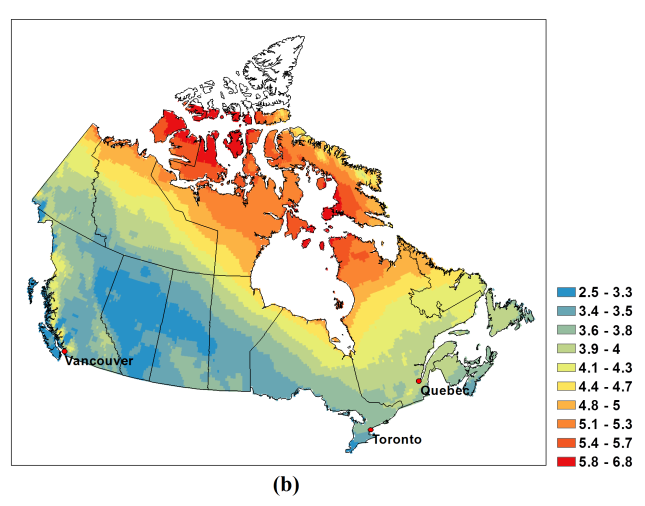 2.5 - 3.3
3.4 - 3.5
3.6 - 3.8
3.9 - 4
4.1 - 4.3
4.4 - 4.7
4.8 - 5
5.1 - 5.3
5.4 - 5.7
5.8 - 6.8
Vancouver
Quebec
Toronto
(b)